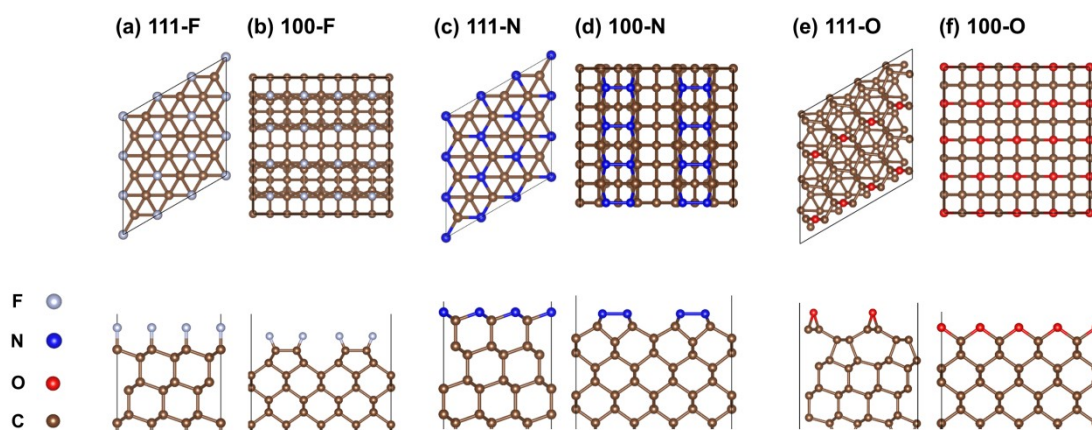 (a) 111-F
(b) 100-F
(c) 111-N
(d) 100-N
(e) 111-O
(f) 100-O
F
N
O
C